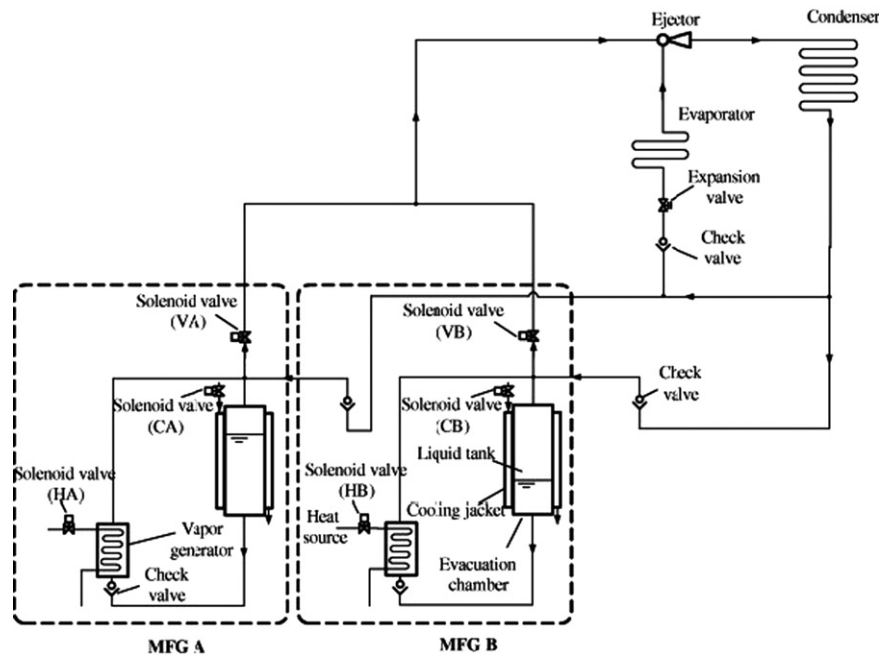 Ejector
Condenser
Evaporator
Expansion
valve
Check
valve
Solenoid valve
(VA)
Solenoid valve
(VB)
Solenoid valve
(CA)
Solenoid valve
(CB)
Check
valve
Solenoid valve
(HA)
Solenoid valve
(HB)
Liquid tank
Cooling jacket
Heat
source
Vapor
generator
Evacuation
chamber
Check
valve
MFG A
MFG B